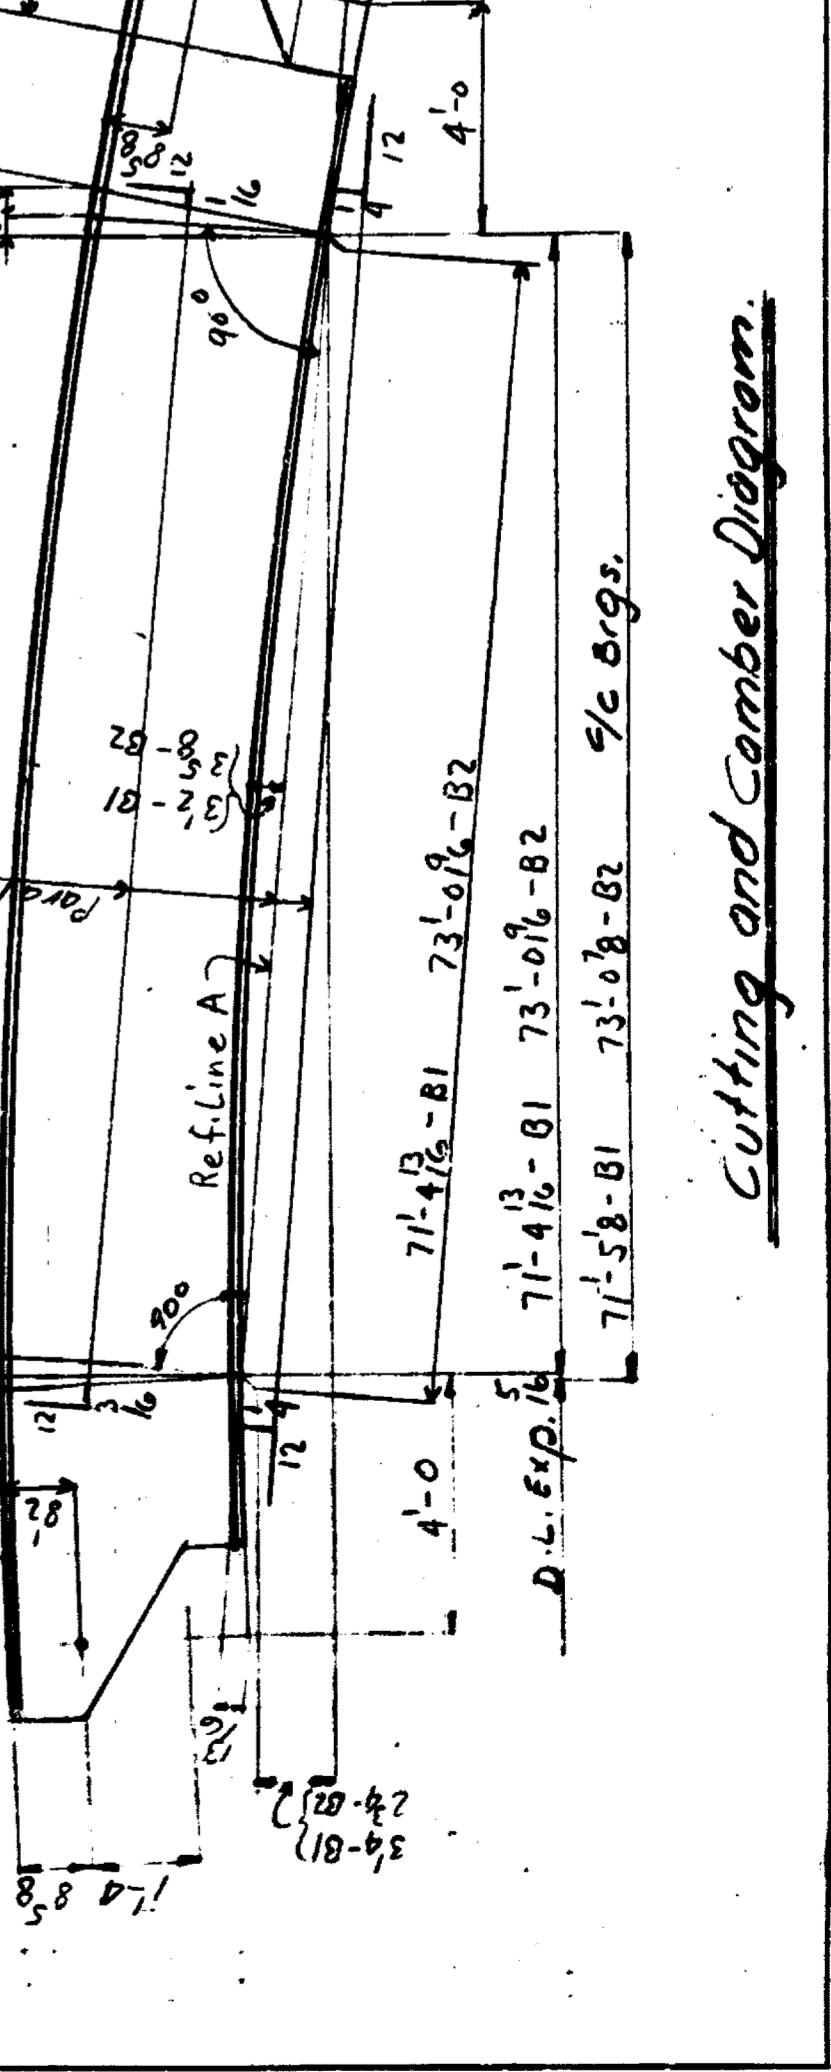 4'-0
12
1/4
8 5/8
12
1/16
90°
3 5/8 - B2
3 1/2 - B1
Para
Ref. Line A
71'-4 13/16 - B1 73'-0 9/16 - B2
71'-4 13/16 - B1 73'-0 9/16 - B2
71'-5 1/8 - B1 73'-0 7/8 - B2 c/c Brgs.
90°
12
3/16
1/4
12
4'-0
D.L. Exp. 5/16
13/16
3 1/4 - B1
2 3/4 - B2
1'-4
8 5/8
Cutting and Camber Diagram.